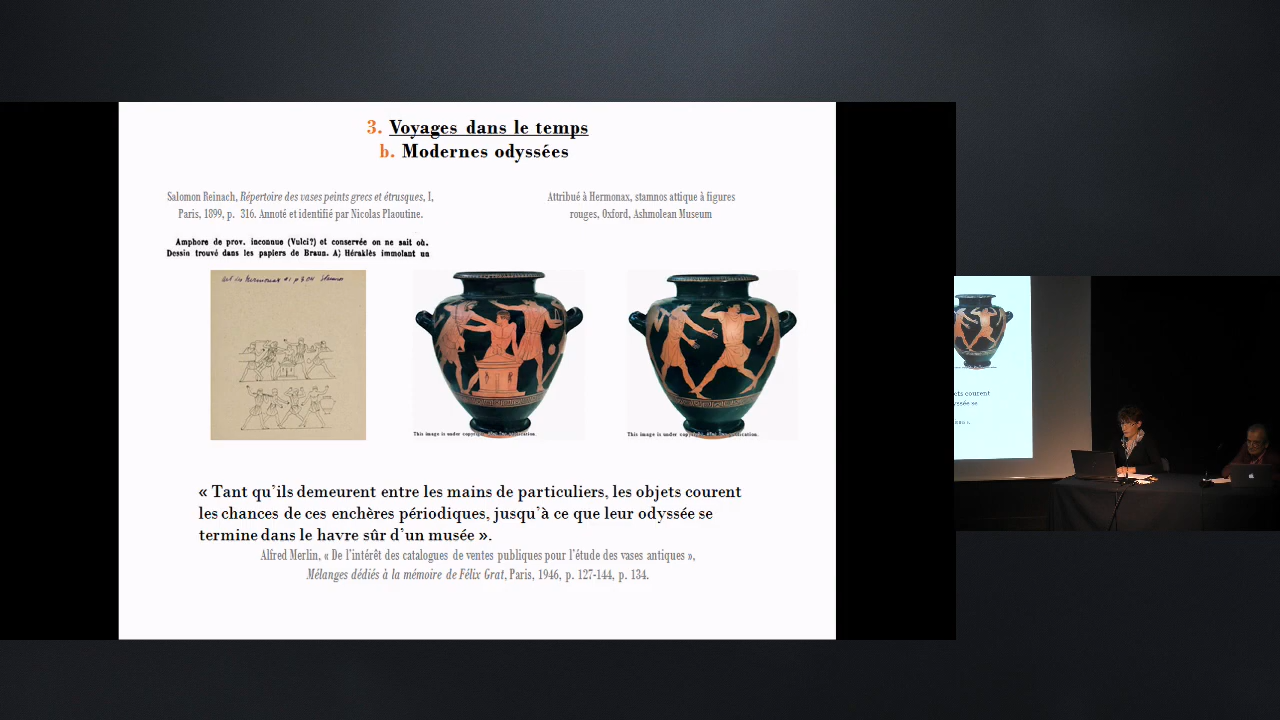 3. Voyages dans le temps
b. Modernes odyssées
Salomon Reinach, Répertoire des vases peints grecs et étrusques, I,
Paris, 1899, p. 316. Annoté et identifié par Nicolas Plaoutine.
Attribué à Hermonax, stamnos attique à figures
rouges, Oxford, Ashmolean Museum
Amphore de prov. inconnue (Vulci?) et conservée on ne sait où.
Dessin trouvé dans les papiers de Braun. A) Héraklès immolant un
This image is under copyright.
This image is under copyright.
« Tant qu'ils demeurent entre les mains de particuliers, les objets courent
les chances de ces enchères périodiques, jusqu'à ce que leur odyssée se
termine dans le havre sûr d'un musée ».
Alfred Merlin, « De l'intérêt des catalogues de ventes publiques pour l'étude des vases antiques »,
Mélanges dédiés à la mémoire de Félix Grat, Paris, 1946, p. 127-144, p. 134.
courent